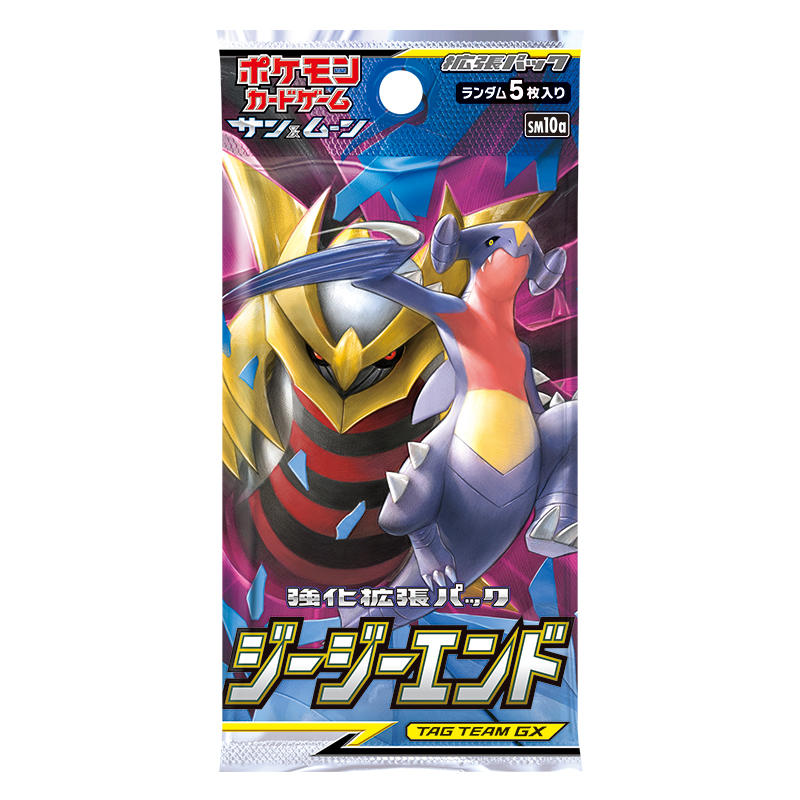 ポケモン
カードゲーム
サン&ムーン
拡張パック
ランダム5枚入り
SM10a
強化拡張パック
ジージーエンド
TAG TEAM GX